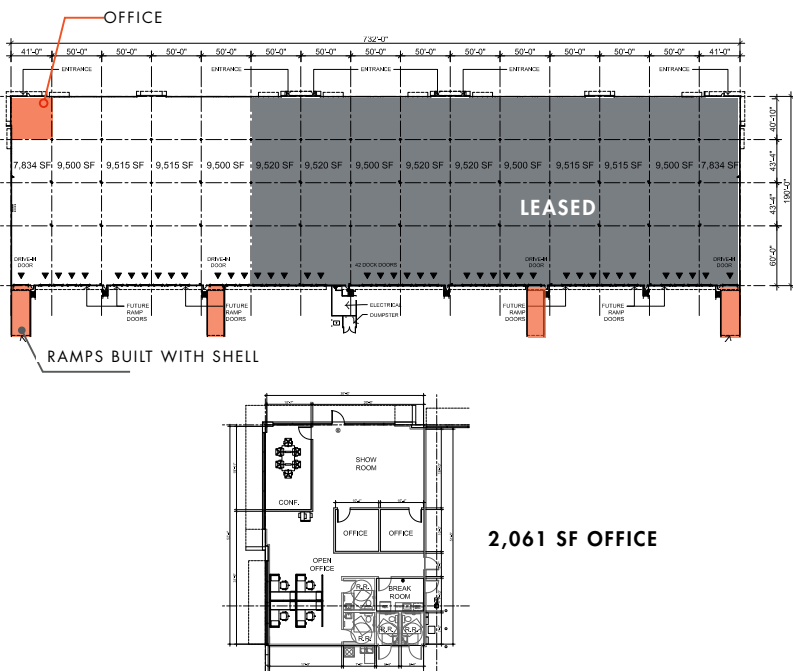 OFFICE
732'-0"
41'-0" 50'-0" 50'-0" 50'-0" 50'-0" 50'-0" 50'-0" 50'-0" 50'-0" 50'-0" 50'-0" 50'-0" 50'-0" 50'-0" 41'-0"
ENTRANCE ENTRANCE ENTRANCE ENTRANCE ENTRANCE ENTRANCE
40'-10"
7,834 SF 9,500 SF 9,515 SF 9,515 SF 9,500 SF 9,520 SF 9,520 SF 9,500 SF 9,520 SF 9,520 SF 9,500 SF 9,515 SF 9,515 SF 9,500 SF 7,834 SF
43'-4"
190'-0"
LEASED
43'-4"
60'-0"
DRIVE-IN
DOOR
DRIVE-IN
DOOR
42 DOCK DOORS
DRIVE-IN
DOOR
FUTURE
RAMP
DOORS
FUTURE
RAMP
DOORS
ELECTRICAL
DUMPSTER
FUTURE
RAMP
DOORS
FUTURE
RAMP
DOORS
RAMPS BUILT WITH SHELL
SHOW
ROOM
CONF.
OFFICE OFFICE
2,061 SF OFFICE
OPEN
OFFICE
R.R.
BREAK
ROOM
R.R. R.R. R.R.